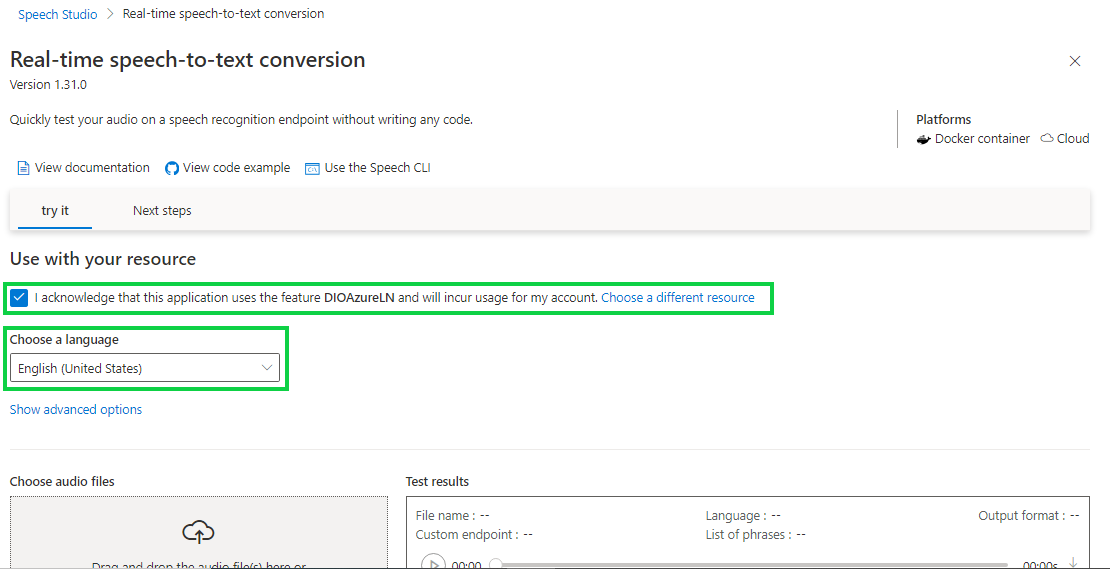 Speech Studio > Real-time speech-to-text conversion
Real-time speech-to-text conversion
Version 1.31.0
Quickly test your audio on a speech recognition endpoint without writing any code.
Platforms
Docker container Cloud
View documentation View code example Use the Speech CLI
try it Next steps
Use with your resource
I acknowledge that this application uses the feature DIOAzureLN and will incur usage for my account. Choose a different resource
Choose a language
English (United States)
Show advanced options
Choose audio files
Test results
File name : -- Language : -- Output format : --
Custom endpoint : -- List of phrases : --
Drag and drop the audio file(s) here or
00:00 00:00s